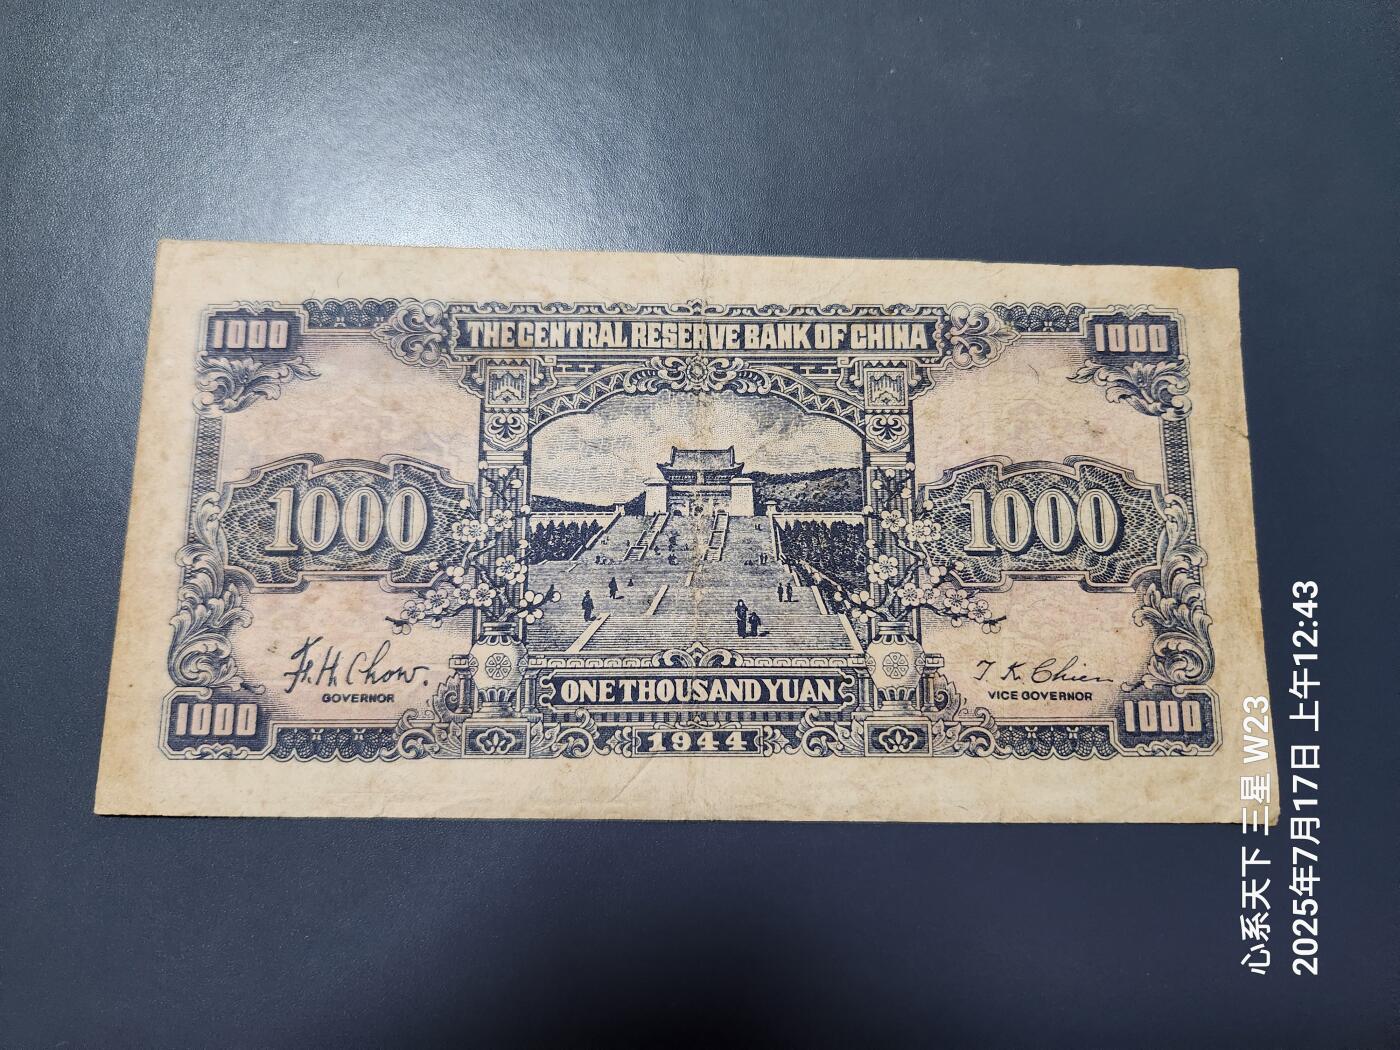 1000
THE CENTRAL RESERVE BANK OF CHINA
1000
1000
1000
F. H. Chow.
GOVERNOR
T K Chien
VICE GOVERNOR
ONE THOUSAND YUAN
1000
1944
1000
心系天下 三星 W23
2025年7月17日 上午12:43